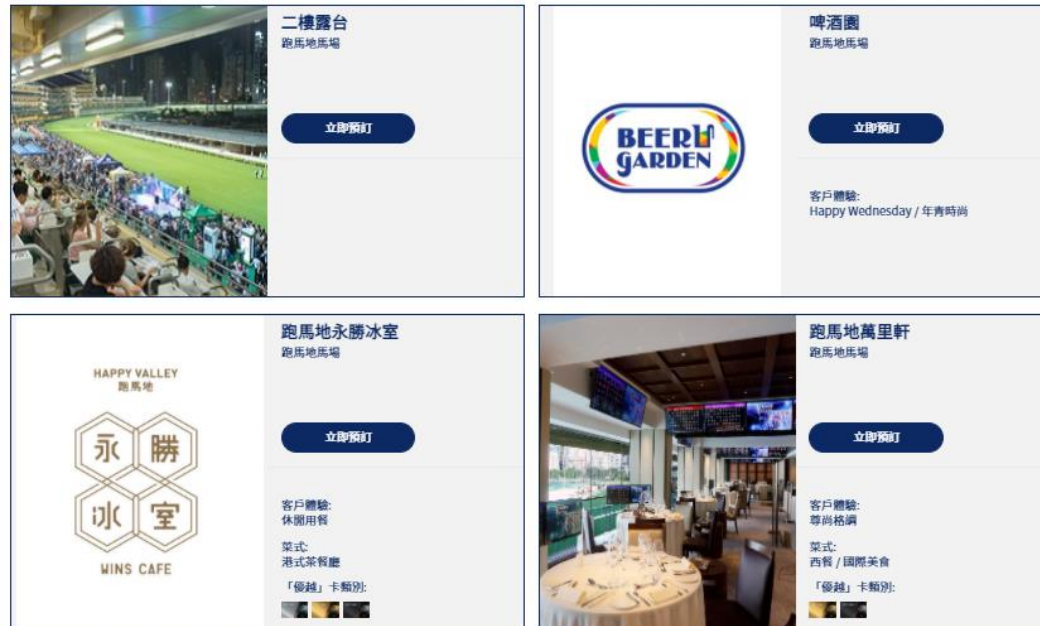 二樓露台
跑馬地馬場
立即預訂
BEER
GARDEN
啤酒園
跑馬地馬場
立即預訂
客戶體驗:
Happy Wednesday / 年青時尚
HAPPY VALLEY
跑馬地
永勝
冰室
WINS CAFE
跑馬地永勝冰室
跑馬地馬場
立即預訂
客戶體驗:
休閒用餐
菜式:
港式茶餐廳
「優越」卡類別:
跑馬地萬里軒
跑馬地馬場
立即預訂
客戶體驗:
尊尚格調
菜式:
西餐 / 國際美食
「優越」卡類別: